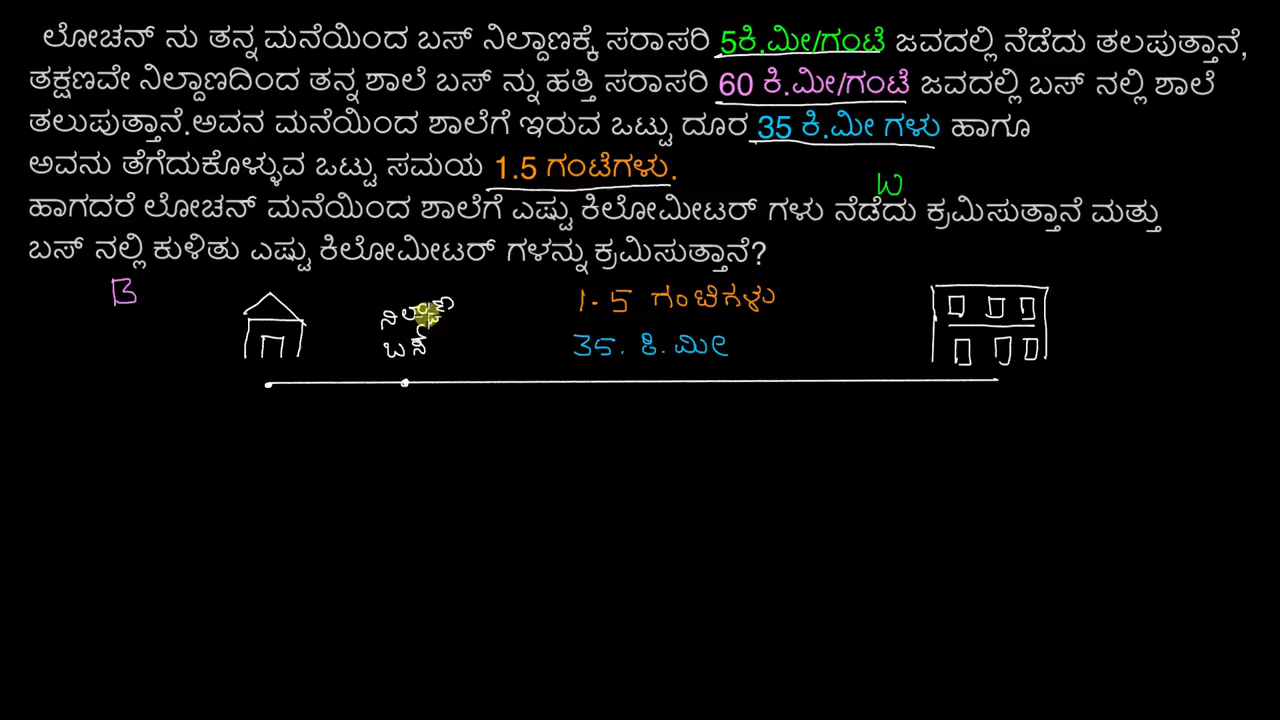 ಲೋಚನ್ ನು ತನ್ನ ಮನೆಯಿಂದ ಬಸ್ ನಿಲ್ದಾಣಕ್ಕೆ ಸರಾಸರಿ 5ಕಿ.ಮೀ/ಗಂಟೆ ಜವದಲ್ಲಿ ನೆಡೆದು ತಲಪುತ್ತಾನೆ,
ತಕ್ಷಣವೇ ನಿಲ್ದಾಣದಿಂದ ತನ್ನ ಶಾಲೆ ಬಸ್ ನ್ನು ಹತ್ತಿ ಸರಾಸರಿ 60 ಕಿ.ಮೀ/ಗಂಟೆ ಜವದಲ್ಲಿ ಬಸ್ ನಲ್ಲಿ ಶಾಲೆ
ತಲುಪುತ್ತಾನೆ.ಅವನ ಮನೆಯಿಂದ ಶಾಲೆಗೆ ಇರುವ ಒಟ್ಟು ದೂರ 35 ಕಿ.ಮೀ ಗಳು ಹಾಗೂ
ಅವನು ತೆಗೆದುಕೊಳ್ಳುವ ಒಟ್ಟು ಸಮಯ 1.5 ಗಂಟೆಗಳು.
W
ಹಾಗದರೆ ಲೋಚನ್ ಮನೆಯಿಂದ ಶಾಲೆಗೆ ಎಷ್ಟು ಕಿಲೋಮೀಟರ್ ಗಳು ನೆಡೆದು ಕ್ರಮಿಸುತ್ತಾನೆ ಮತ್ತು
ಬಸ್ ನಲ್ಲಿ ಕುಳಿತು ಎಷ್ಟು ಕಿಲೋಮೀಟರ್ ಗಳನ್ನು ಕ್ರಮಿಸುತ್ತಾನೆ?
B
1.5 ಗಂಟೆಗಳು
ಬಸ್ 35. ಕಿ.ಮೀ